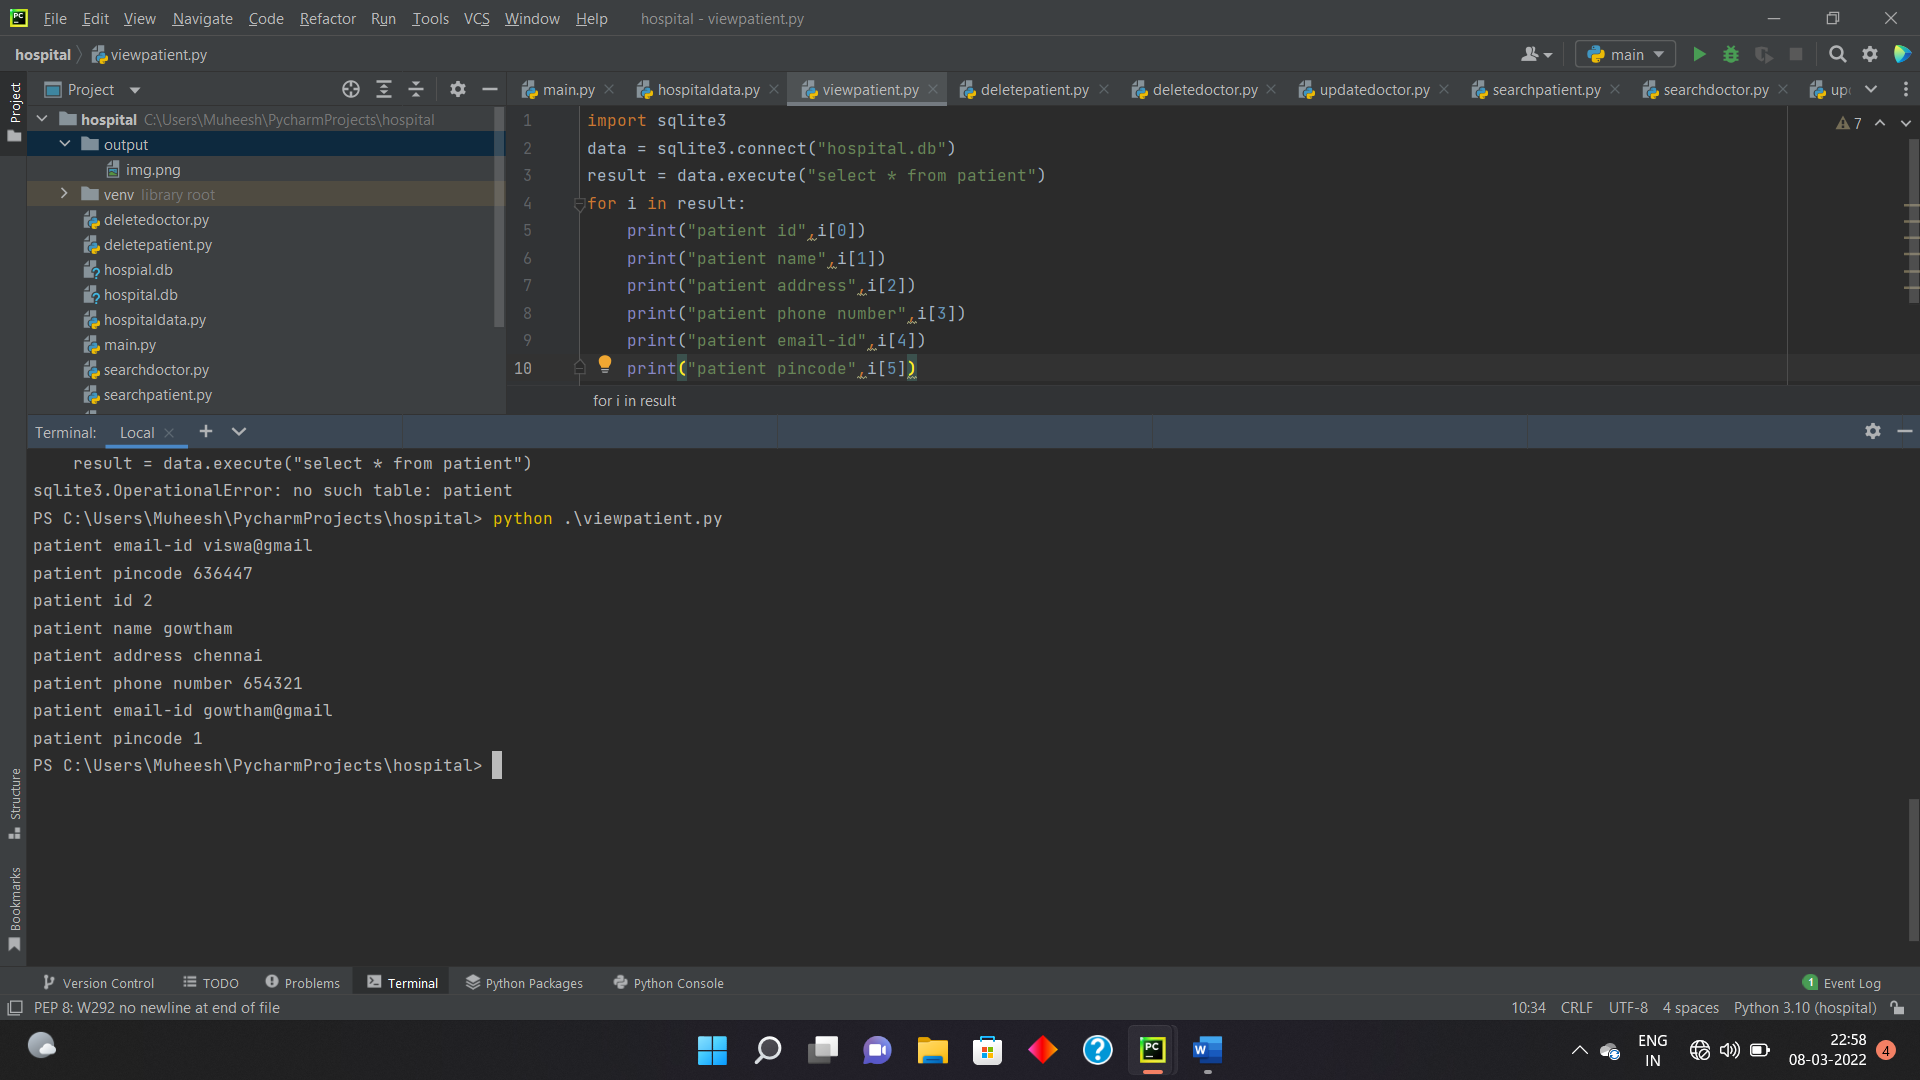 File Edit View Navigate Code Refactor Run Tools VCS Window Help hospital - viewpatient.py
hospital viewpatient.py main
Project main.py hospitaldata.py viewpatient.py deletepatient.py deletedoctor.py updatedoctor.py searchpatient.py searchdoctor.py
Project
hospital C:\Users\Muheesh\PycharmProjects\hospital
output
img.png
venv library root
deletedoctor.py
deletepatient.py
hospial.db
hospital.db
hospitaldata.py
main.py
searchdoctor.py
searchpatient.py
1 import sqlite3
2 data = sqlite3.connect("hospital.db")
3 result = data.execute("select * from patient")
4 for i in result:
5 print("patient id",i[0])
6 print("patient name",i[1])
7 print("patient address",i[2])
8 print("patient phone number",i[3])
9 print("patient email-id",i[4])
10 print("patient pincode",i[5])
7
for i in result
Terminal: Local
result = data.execute("select * from patient")
sqlite3.OperationalError: no such table: patient
PS C:\Users\Muheesh\PycharmProjects\hospital> python .\viewpatient.py
patient email-id viswa@gmail
patient pincode 636447
patient id 2
patient name gowtham
patient address chennai
patient phone number 654321
patient email-id gowtham@gmail
patient pincode 1
PS C:\Users\Muheesh\PycharmProjects\hospital>
Structure
Bookmarks
Version Control TODO Problems Terminal Python Packages Python Console 1 Event Log
PEP 8: W292 no newline at end of file 10:34 CRLF UTF-8 4 spaces Python 3.10 (hospital)
ENG
IN
22:58
08-03-2022
4